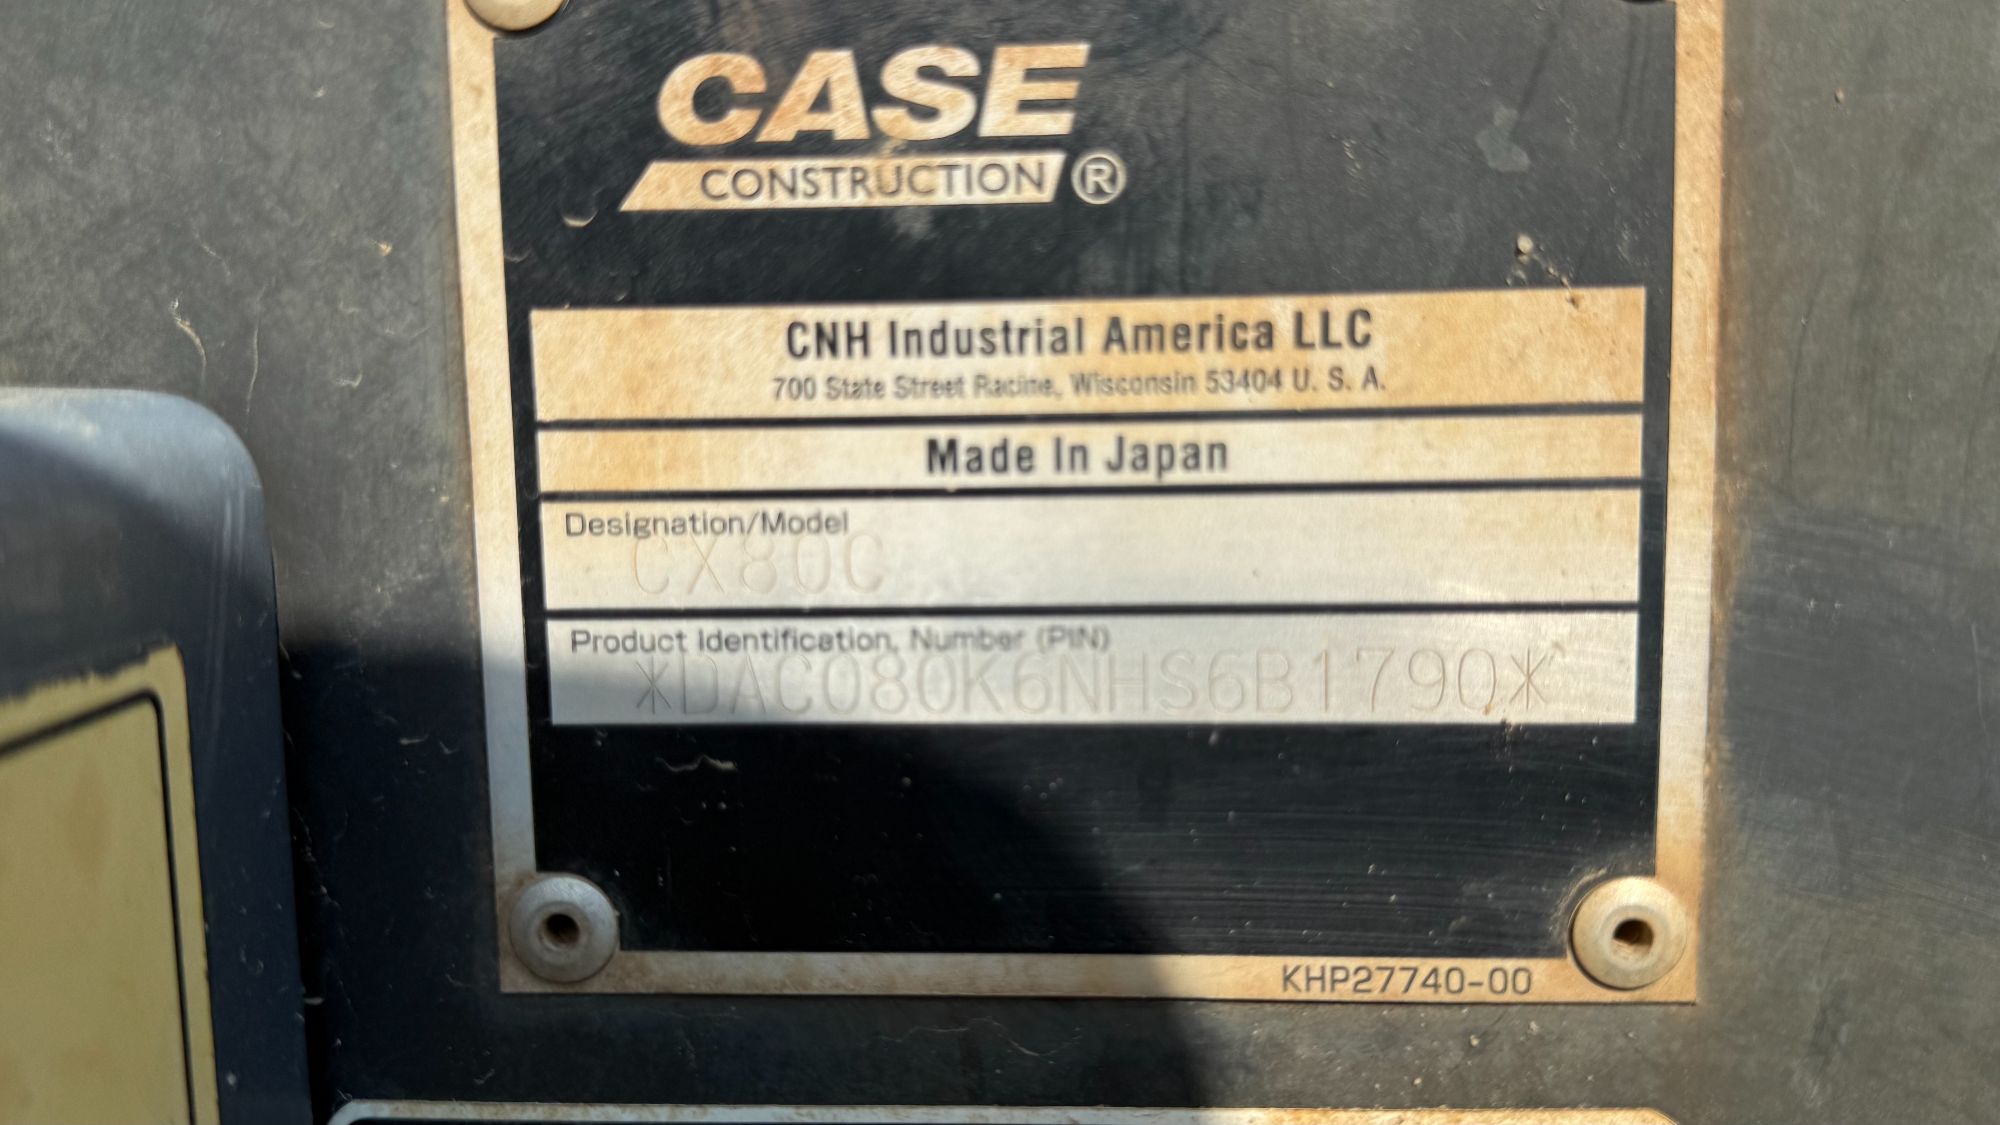 CASE
CONSTRUCTION ®
CNH Industrial America LLC
700 State Street Racine, Wisconsin 53404 U. S. A.
Made In Japan
Designation/Model
CX80C
Product Identification, Number (PIN)
*DAC080K6NHS6B1790*
KHP27740-00